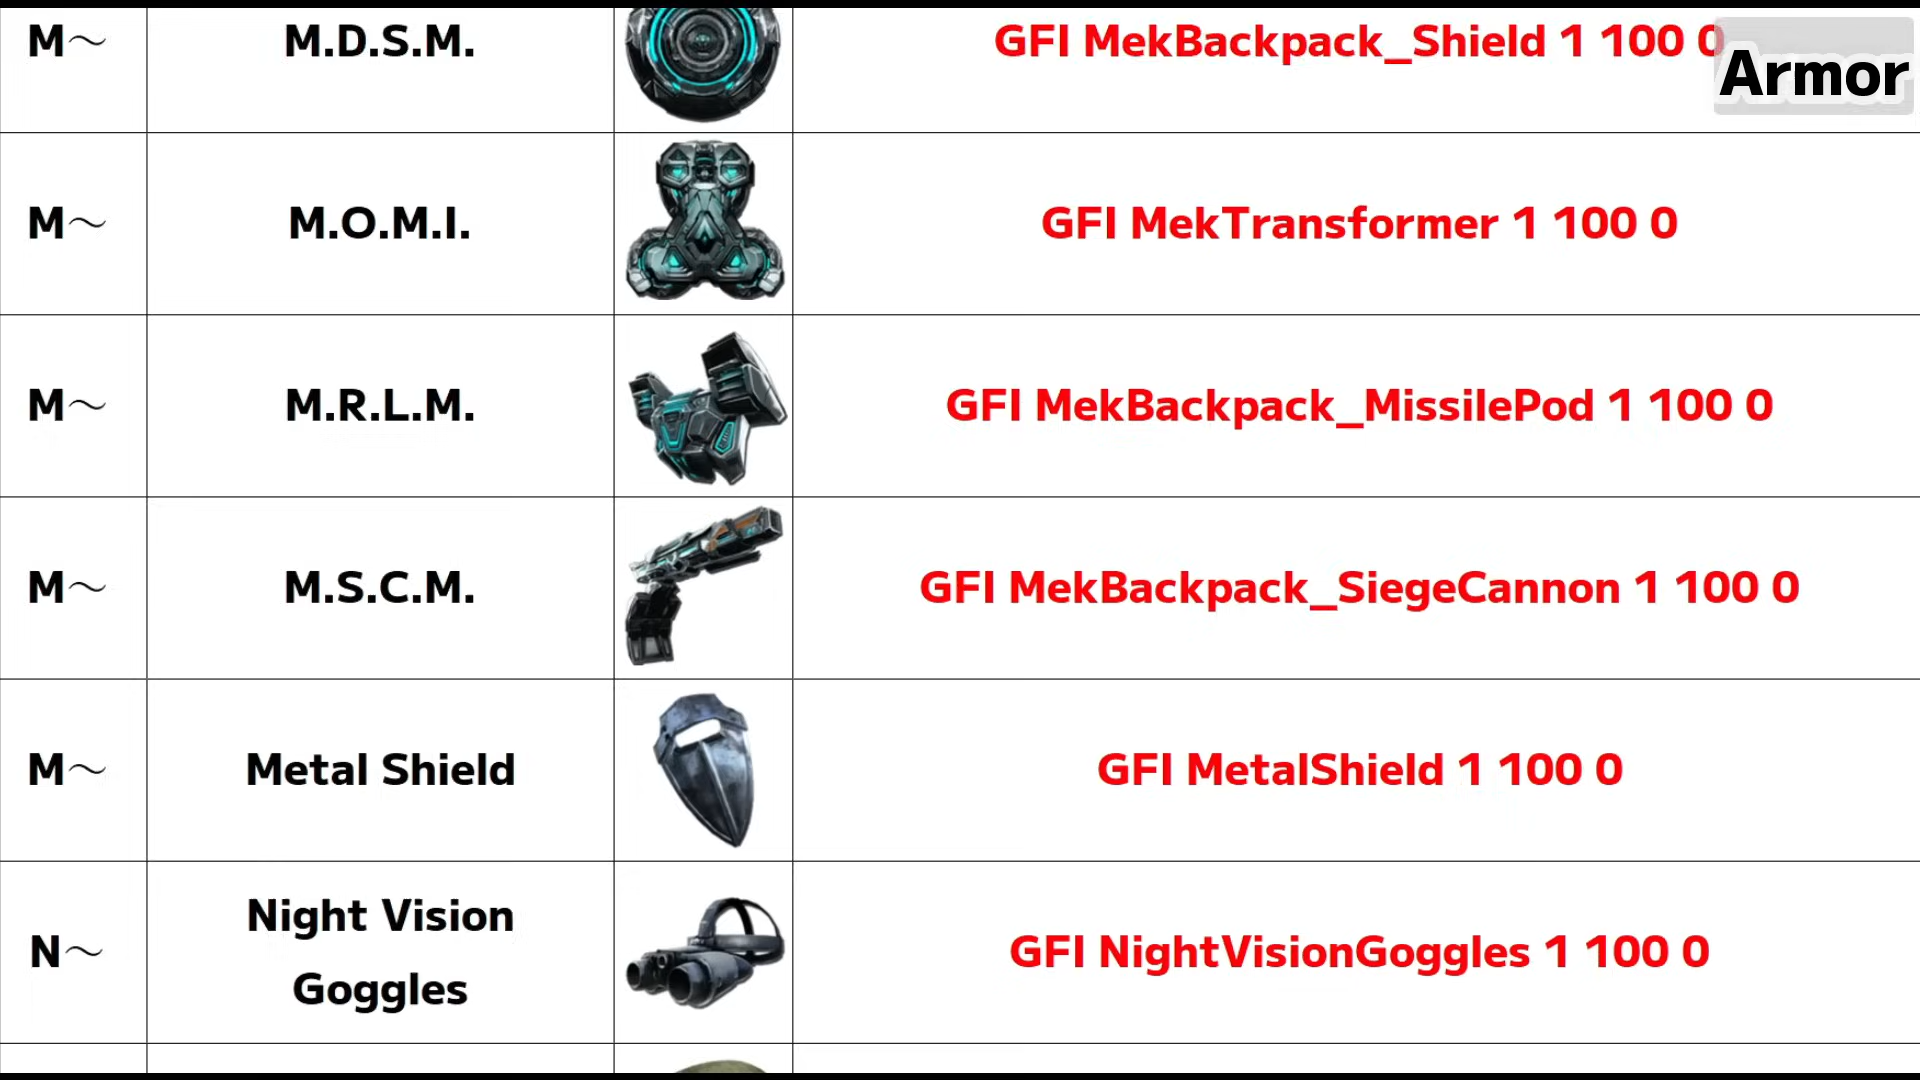 M～ M.D.S.M. GFI MekBackpack_Shield 1 100 0
Armor
M～ M.O.M.I. GFI MekTransformer 1 100 0
M～ M.R.L.M. GFI MekBackpack_MissilePod 1 100 0
M～ M.S.C.M. GFI MekBackpack_SiegeCannon 1 100 0
M～ Metal Shield GFI MetalShield 1 100 0
N～ Night Vision
Goggles
GFI NightVisionGoggles 1 100 0